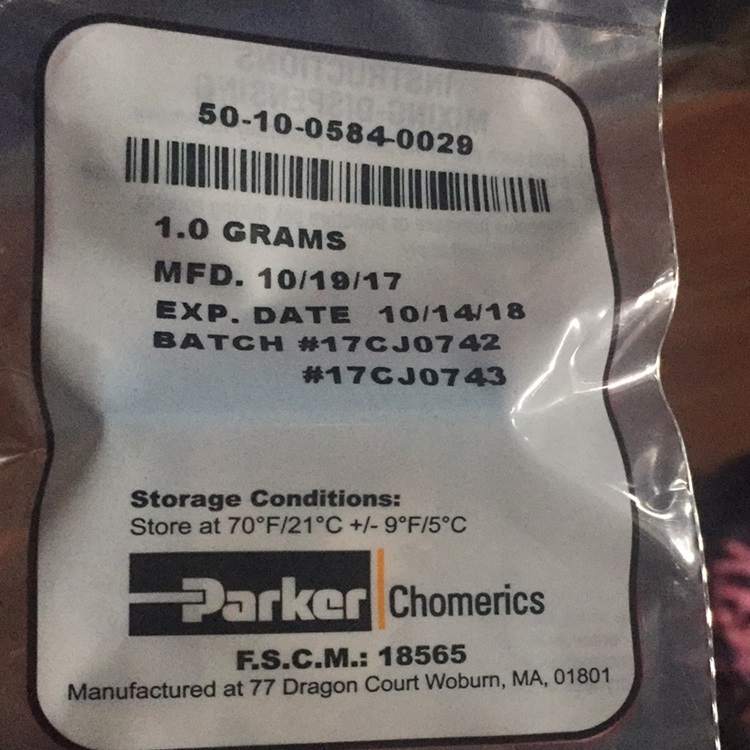 50-10-0584-0029
1.0 GRAMS
MFD. 10/19/17
EXP. DATE 10/14/18
BATCH #17CJ0742
#17CJ0743
Storage Conditions:
Store at 70°F/21°C +/- 9°F/5°C
Parker Chomerics
F.S.C.M.: 18565
Manufactured at 77 Dragon Court Woburn, MA, 01801